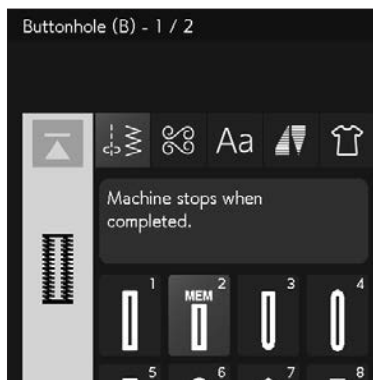 Buttonhole (B) - 1 / 2
Aa
Machine stops when
completed.
1
MEM 2
3
4
5
6
7
8